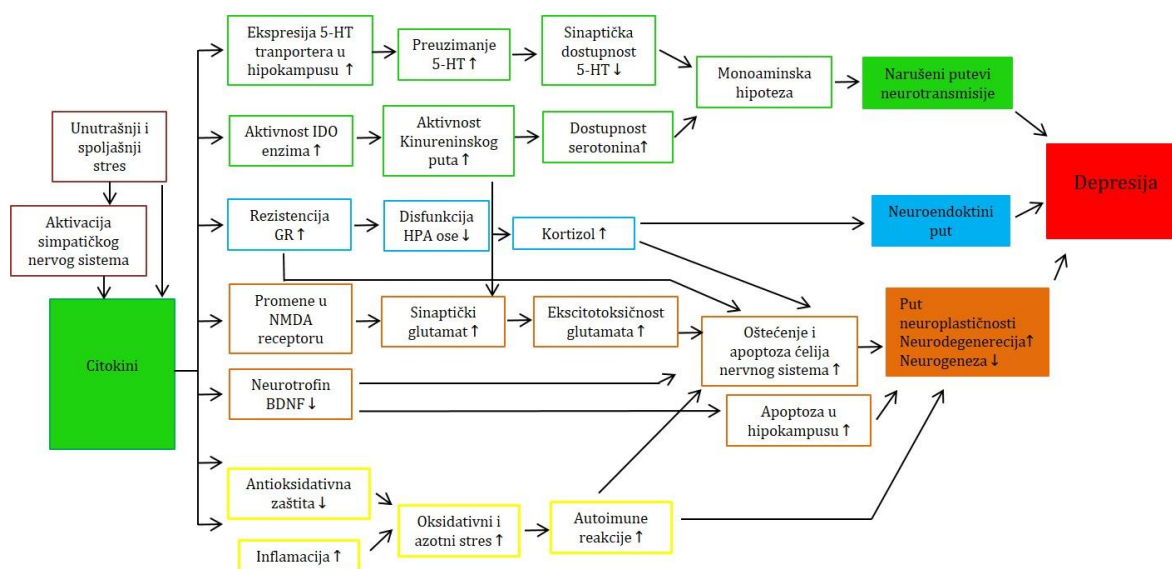 Ekspresija 5-HT
tranportera u
hipokampusu ↑
Preuzimanje
5-HT ↑
Sinaptička
dostupnost
5-HT ↓
Monoaminska
hipoteza
Narušeni putevi
neurotransmisije
Unutrašnji i
spoljašnji
stres
Aktivnost IDO
enzima ↑
Aktivnost
Kinureninskog
puta ↑
Dostupnost
serotonina↑
Depresija
Aktivacija
simpatičkog
nervog sistema
Rezistencija
GR ↑
Disfunkcija
HPA ose ↓
Kortizol ↑
Neuroendoktini
put
Citokini
Promene u
NMDA
receptoru
Sinaptički
glutamat ↑
Ekscitotoksičnost
glutamata ↑
Oštećenje i
apoptoza ćelija
nervnog sistema ↑
Put
neuroplastičnosti
Neurodegenerecija↑
Neurogeneza ↓
Neurotrofin
BDNF ↓
Apoptoza u
hipokampusu ↑
Antioksidativna
zaštita ↓
Oksidativni i
azotni stres ↑
Autoimune
reakcije ↑
Inflamacija ↑